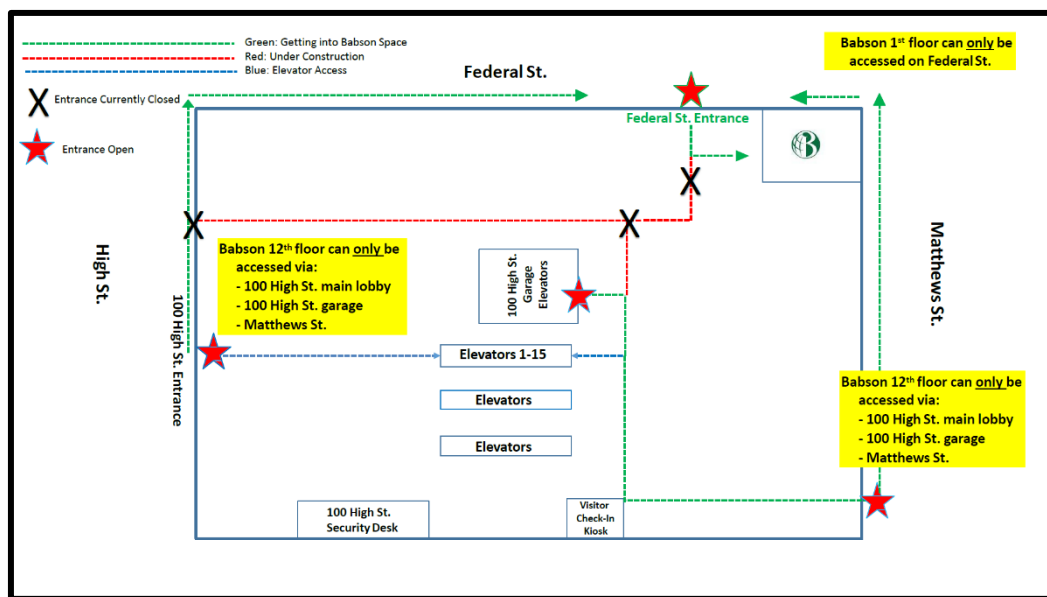 Green: Getting into Babson Space
Red: Under Construction
Blue: Elevator Access
Entrance Currently Closed
Entrance Open
Federal St.
Babson 1st floor can only be
accessed on Federal St.
Federal St. Entrance
B
High St.
100 High St. Entrance
Babson 12th floor can only be
accessed via:
- 100 High St. main lobby
- 100 High St. garage
- Matthews St.
100 High St.
Garage
Elevators
Elevators 1-15
Elevators
Elevators
Matthews St.
Babson 12th floor can only be
accessed via:
- 100 High St. main lobby
- 100 High St. garage
- Matthews St.
100 High St.
Security Desk
Visitor
Check-In
Kiosk